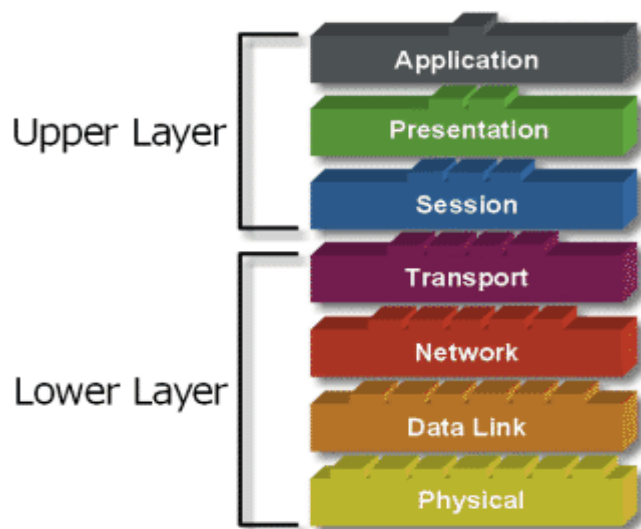 Application
Presentation
Upper Layer
Session
Transport
Network
Lower Layer
Data Link
Physical